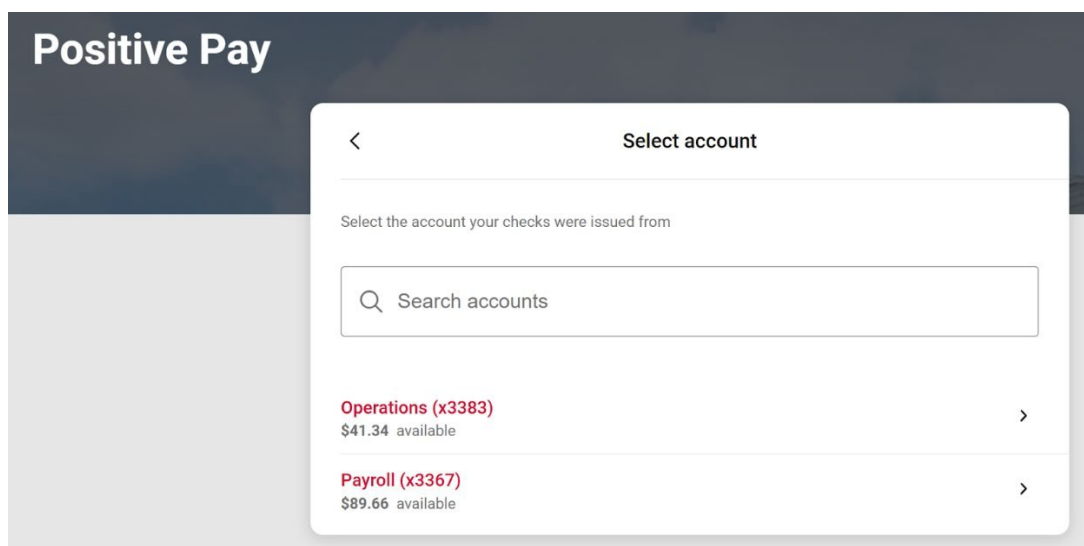 Positive Pay
Select account
Select the account your checks were issued from
Search accounts
Operations (x3383)
$41.34 available
Payroll (x3367)
$89.66 available